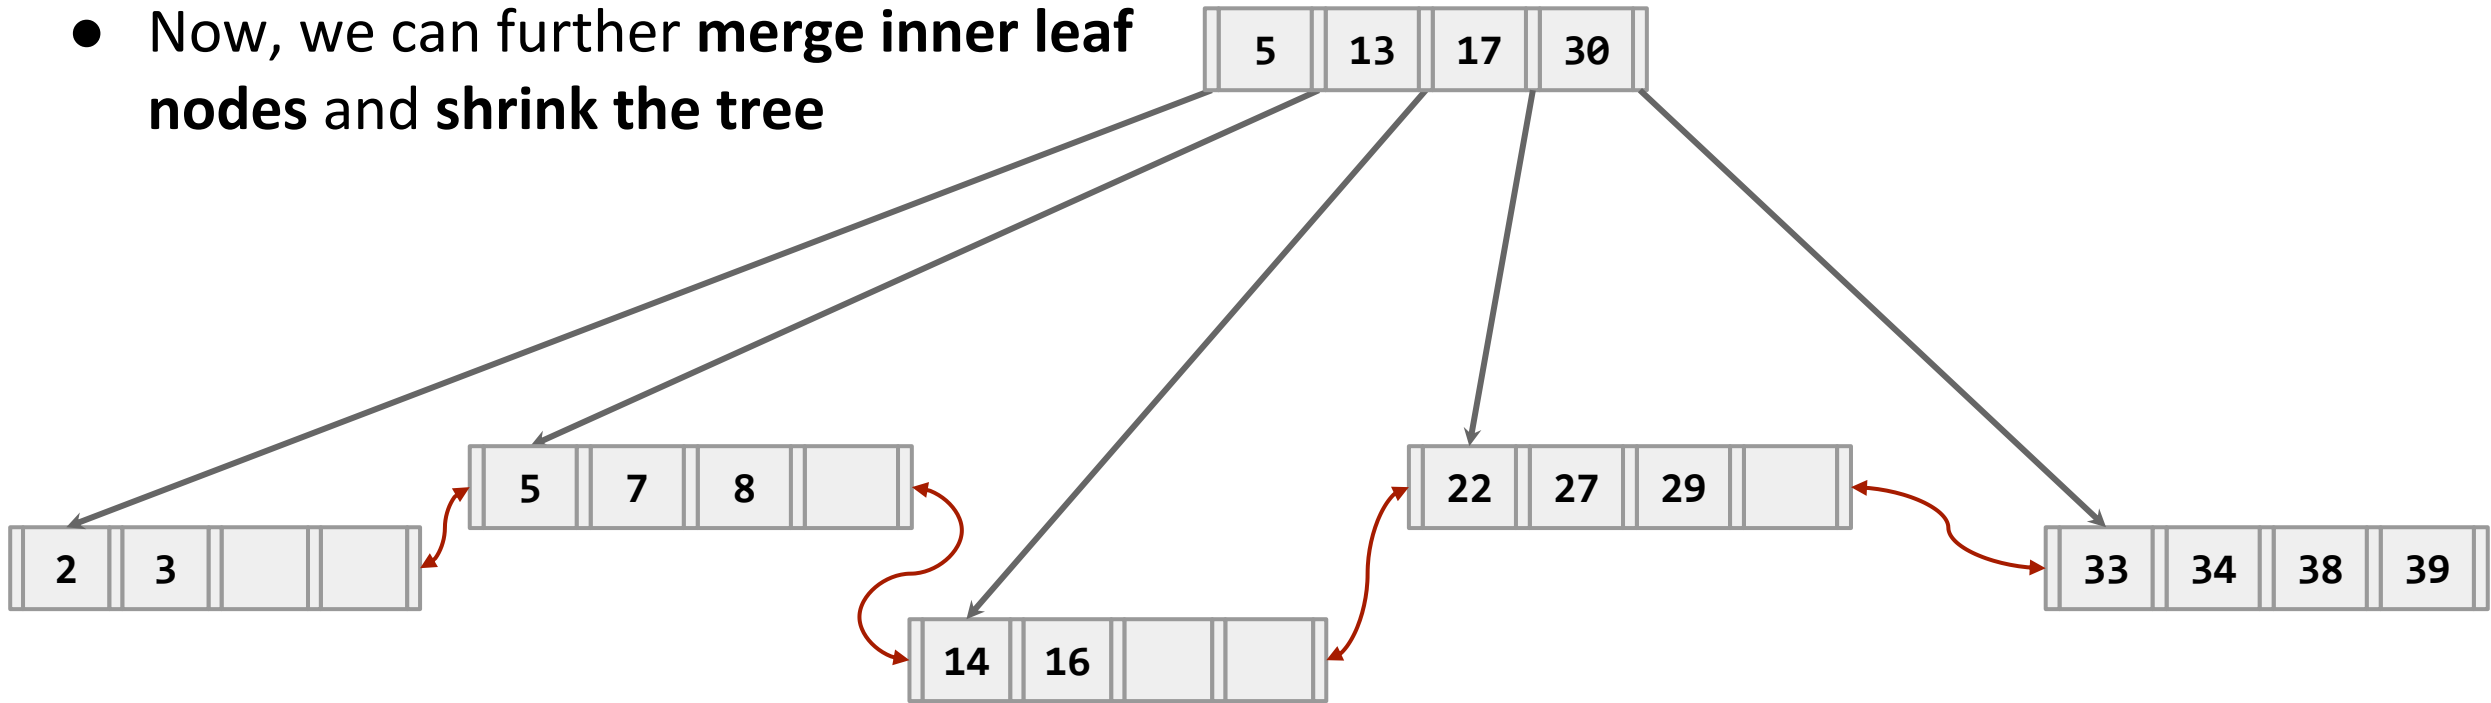 ● Now, we can further merge inner leaf
nodes and shrink the tree
5 13 17 30
5 7 8
22 27 29
2 3
33 34 38 39
14 16